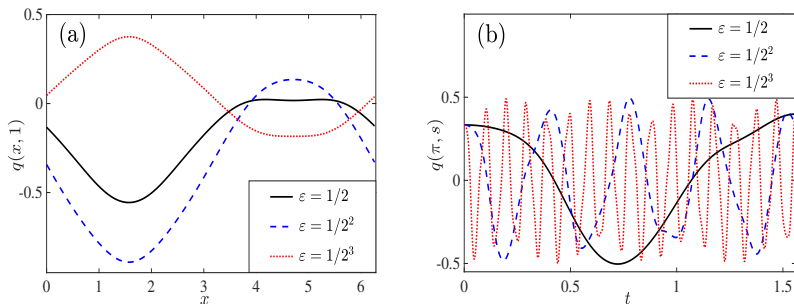 (a)
q(x, 1)
0.5
0
-0.5
0 1 2 3 4 5 6
x
ε = 1/2
ε = 1/2²
ε = 1/2³
(b)
q(π, s)
1
0.5
0
-0.5
0 0.5 1 1.5
t
ε = 1/2
ε = 1/2²
ε = 1/2³